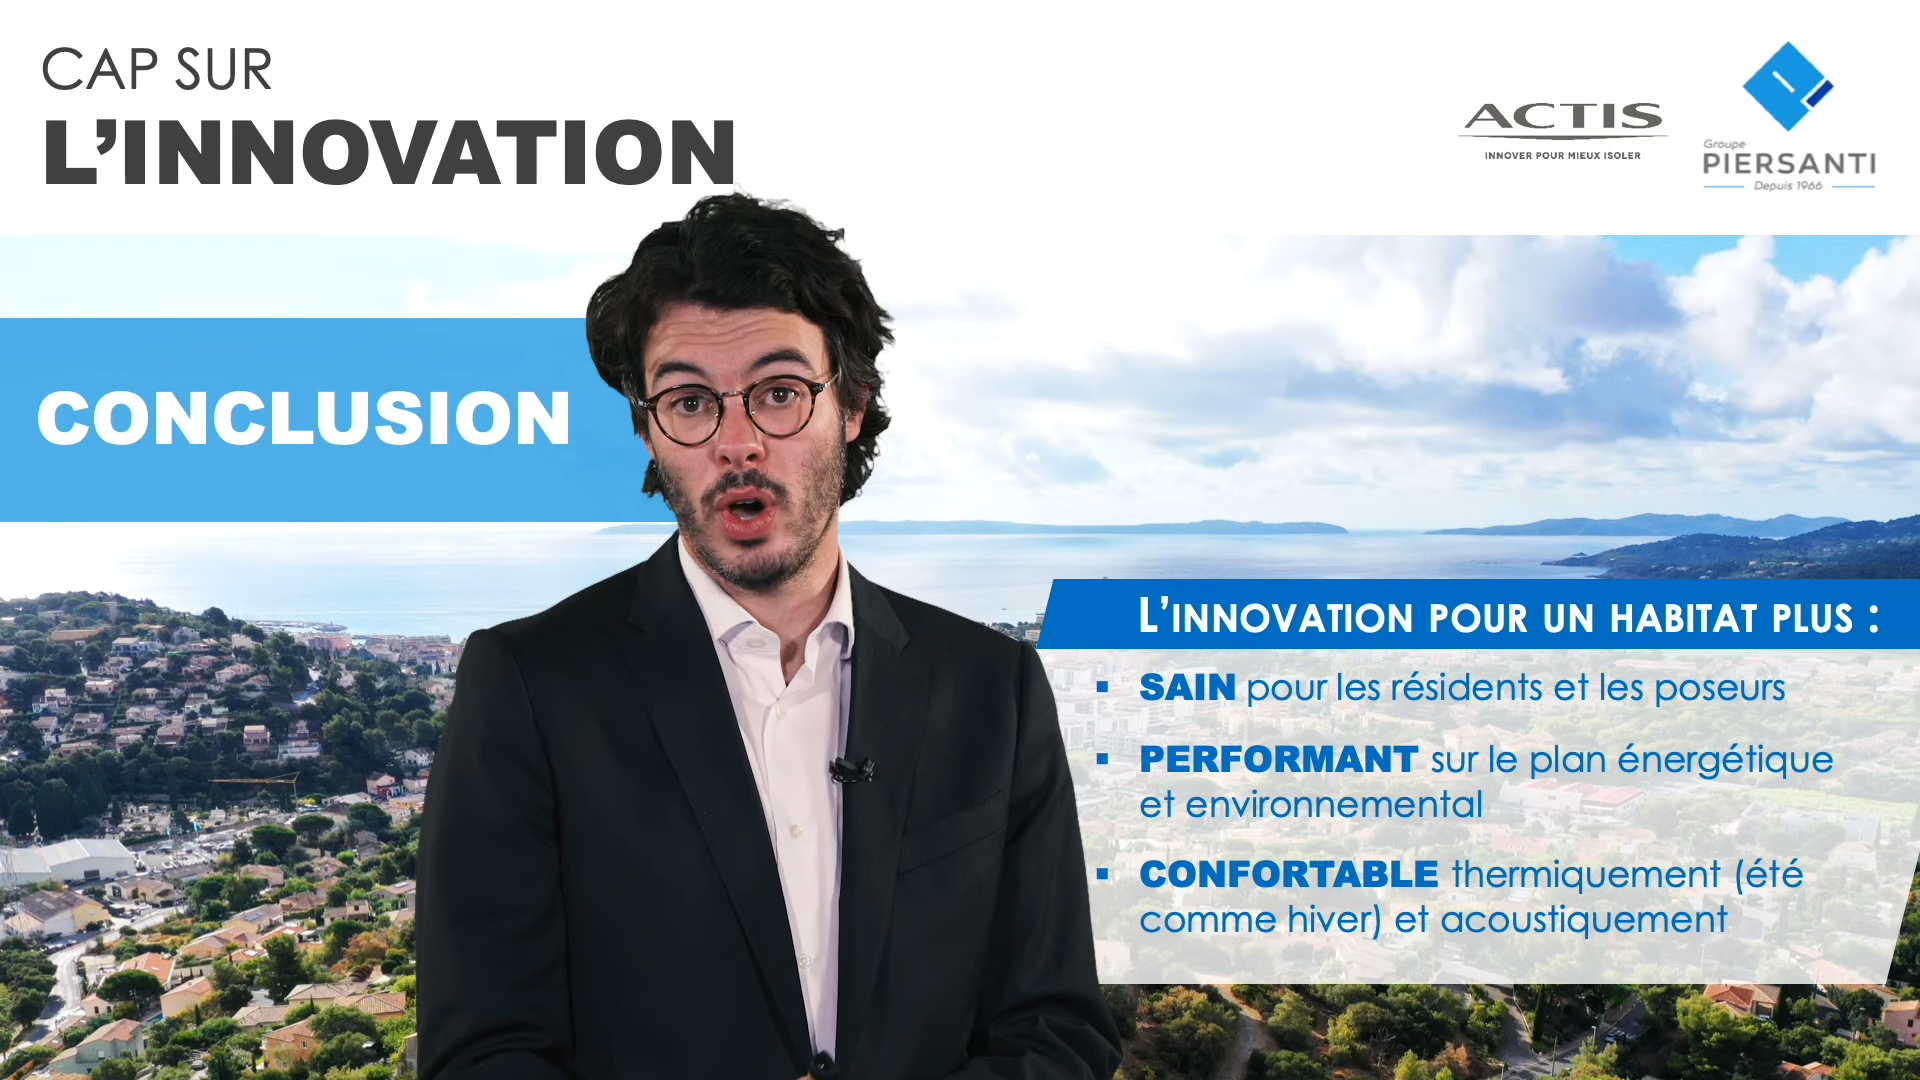 CAP SUR
L’INNOVATION
ACTIS
INNOVER POUR MIEUX ISOLER
Groupe
PIERSANTI
Depuis 1966
CONCLUSION
L’INNOVATION POUR UN HABITAT PLUS :
▪ SAIN pour les résidents et les poseurs
▪ PERFORMANT sur le plan énergétique
et environnemental
▪ CONFORTABLE thermiquement (été
comme hiver) et acoustiquement